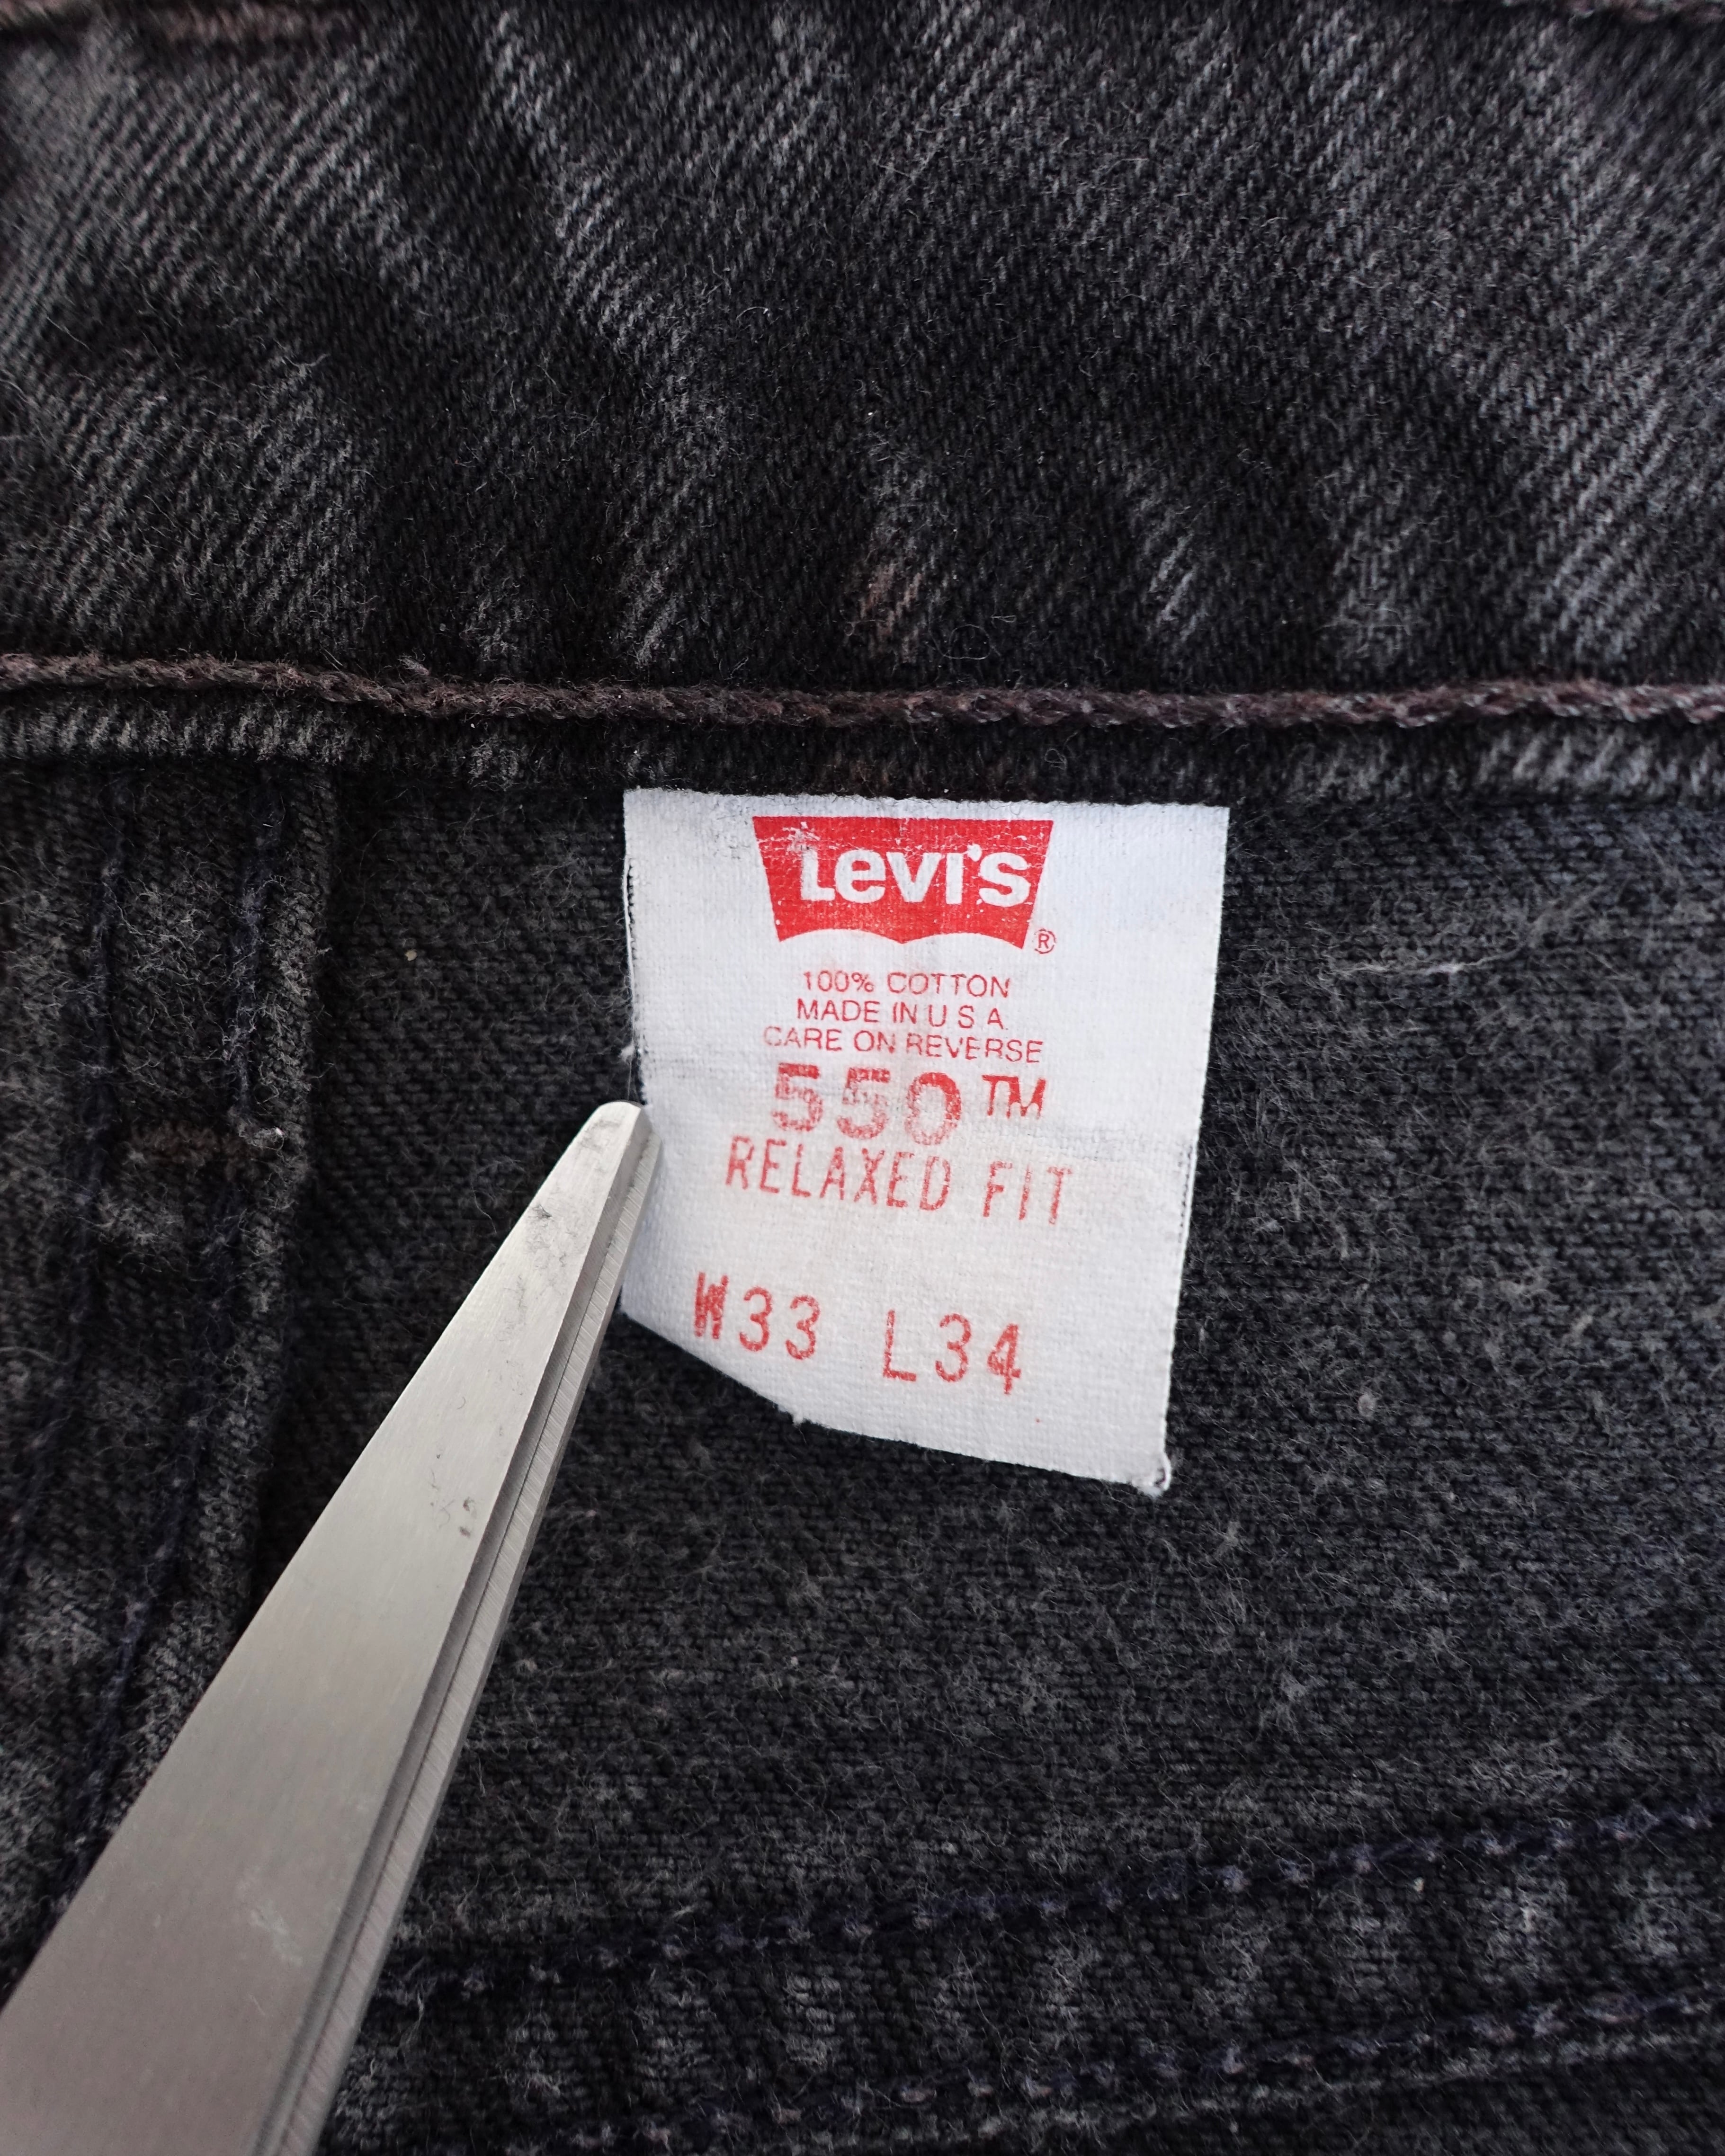 Levi's ®
100% COTTON
MADE IN U S A
CARE ON REVERSE
550™
RELAXED FIT
W33 L34